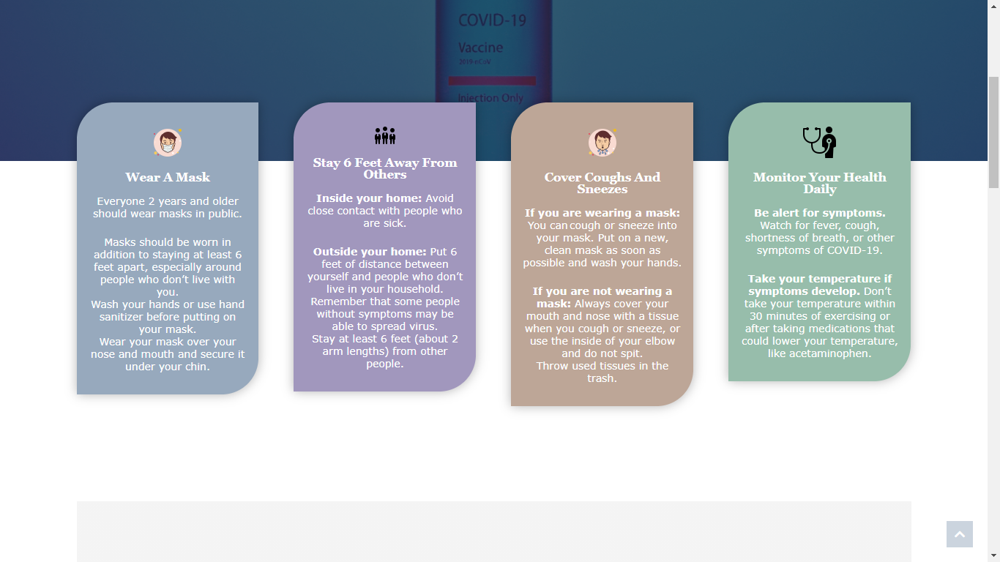 COVID-19
Vaccine
2019-nCoV
Injection Only
Wear A Mask
Everyone 2 years and older
should wear masks in public.
Masks should be worn in
addition to staying at least 6
feet apart, especially around
people who don’t live with
you.
Wash your hands or use hand
sanitizer before putting on
your mask.
Wear your mask over your
nose and mouth and secure it
under your chin.
Stay 6 Feet Away From
Others
Inside your home: Avoid
close contact with people who
are sick.
Outside your home: Put 6
feet of distance between
yourself and people who don’t
live in your household.
Remember that some people
without symptoms may be
able to spread virus.
Stay at least 6 feet (about 2
arm lengths) from other
people.
Cover Coughs And
Sneezes
If you are wearing a mask:
You can cough or sneeze into
your mask. Put on a new,
clean mask as soon as
possible and wash your hands.
If you are not wearing a
mask: Always cover your
mouth and nose with a tissue
when you cough or sneeze, or
use the inside of your elbow
and do not spit.
Throw used tissues in the
trash.
Monitor Your Health
Daily
Be alert for symptoms.
Watch for fever, cough,
shortness of breath, or other
symptoms of COVID-19.
Take your temperature if
symptoms develop. Don’t
take your temperature within
30 minutes of exercising or
after taking medications that
could lower your temperature,
like acetaminophen.